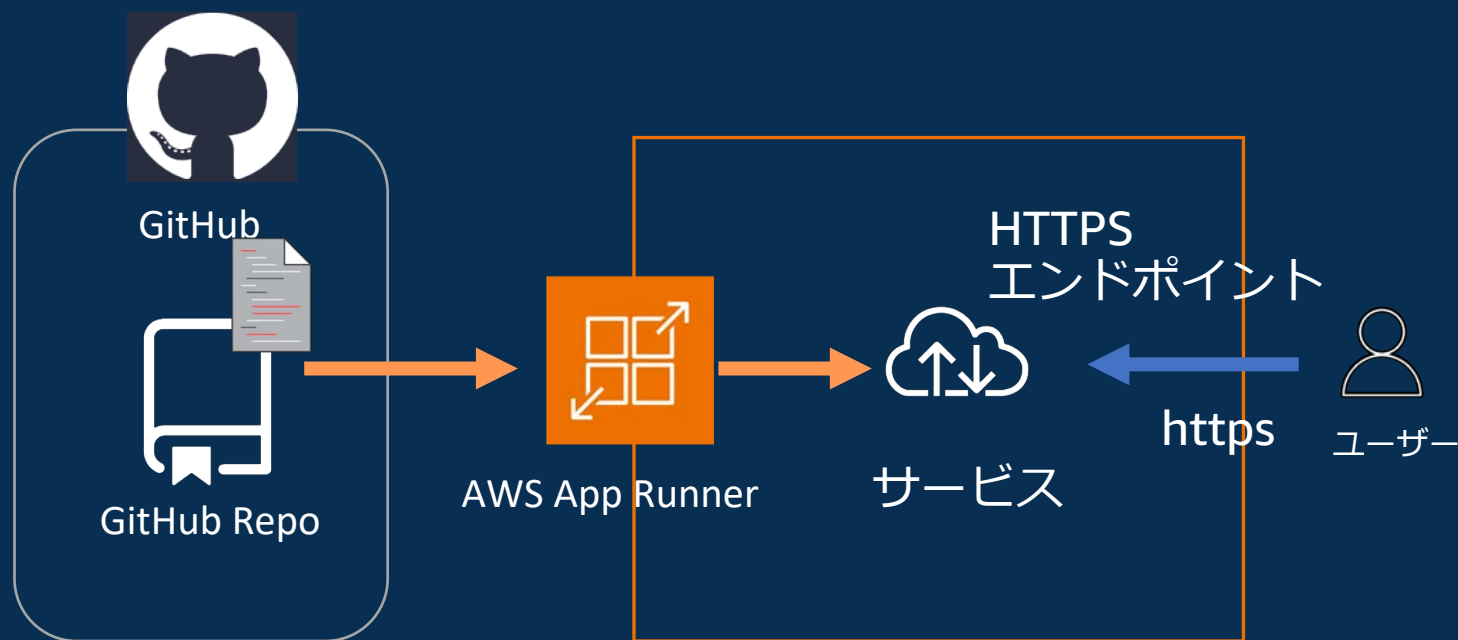 GitHub
GitHub Repo
AWS App Runner
HTTPS
エンドポイント
サービス
https
ユーザー